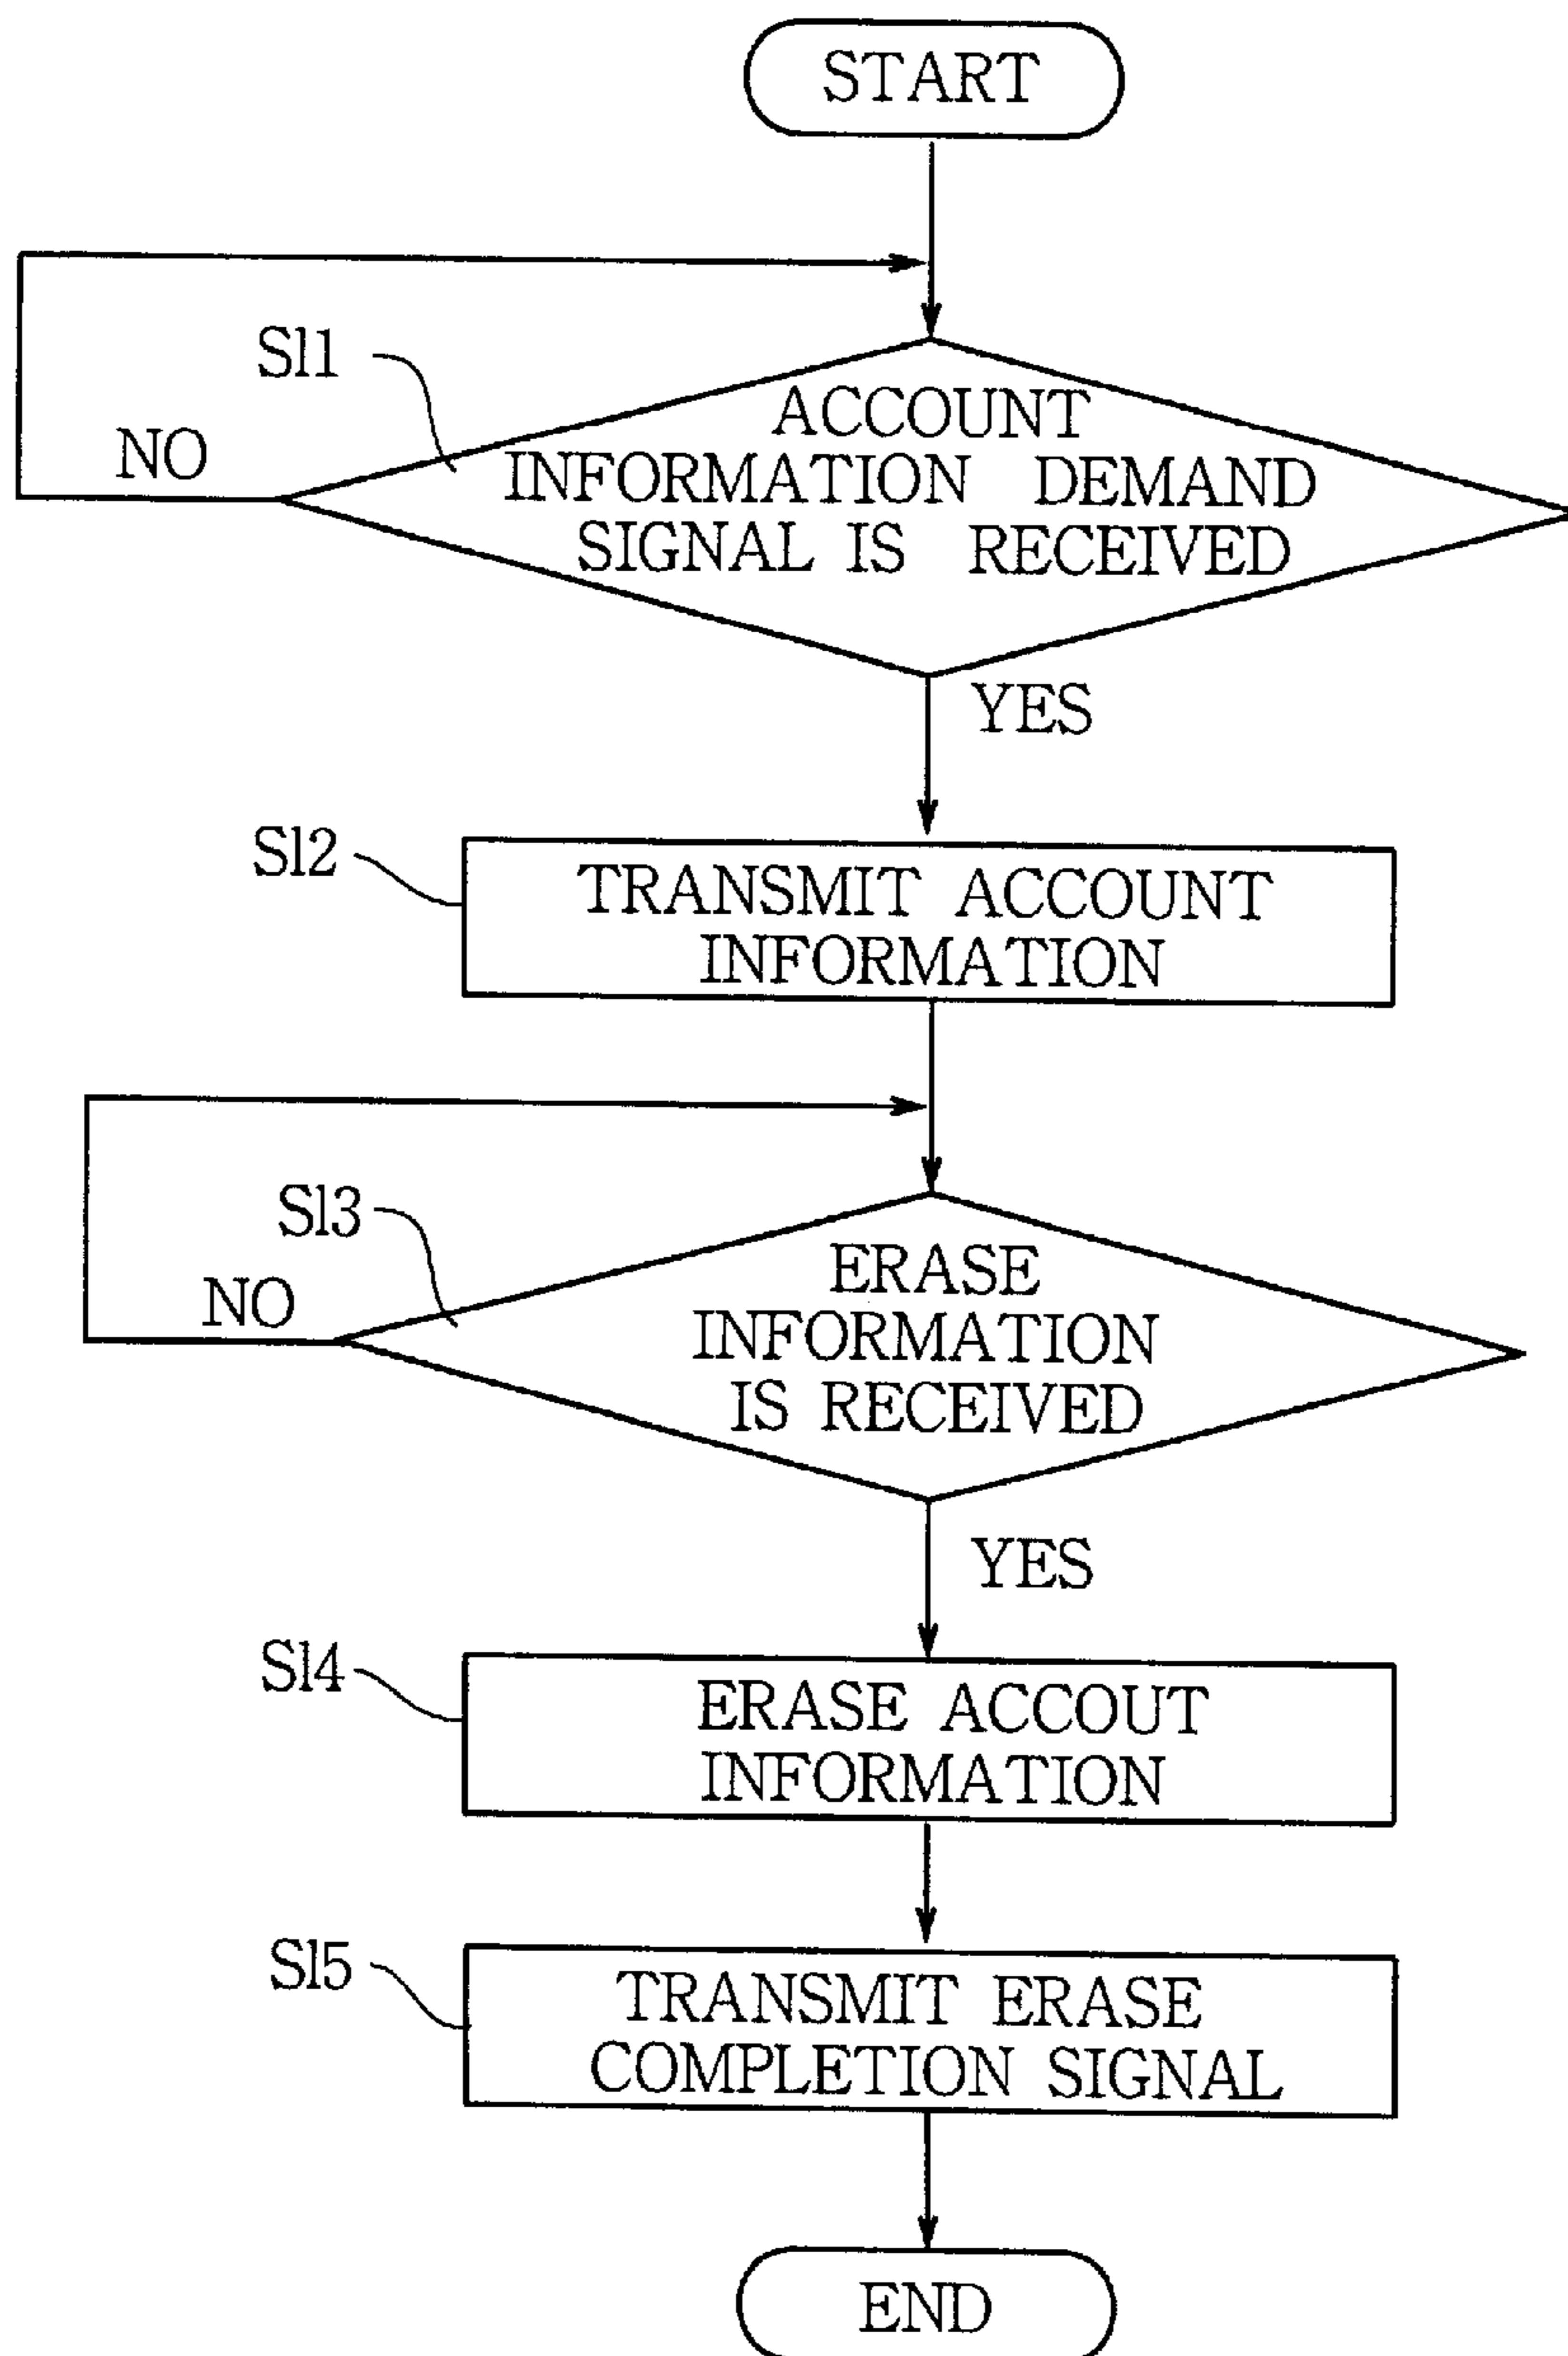 START
S11
NO
ACCOUNT
INFORMATION DEMAND
SIGNAL IS RECEIVED
YES
S12
TRANSMIT ACCOUNT
INFORMATION
S13
NO
ERASE
INFORMATION
IS RECEIVED
YES
S14
ERASE ACCOUT
INFORMATION
S15
TRANSMIT ERASE
COMPLETION SIGNAL
END